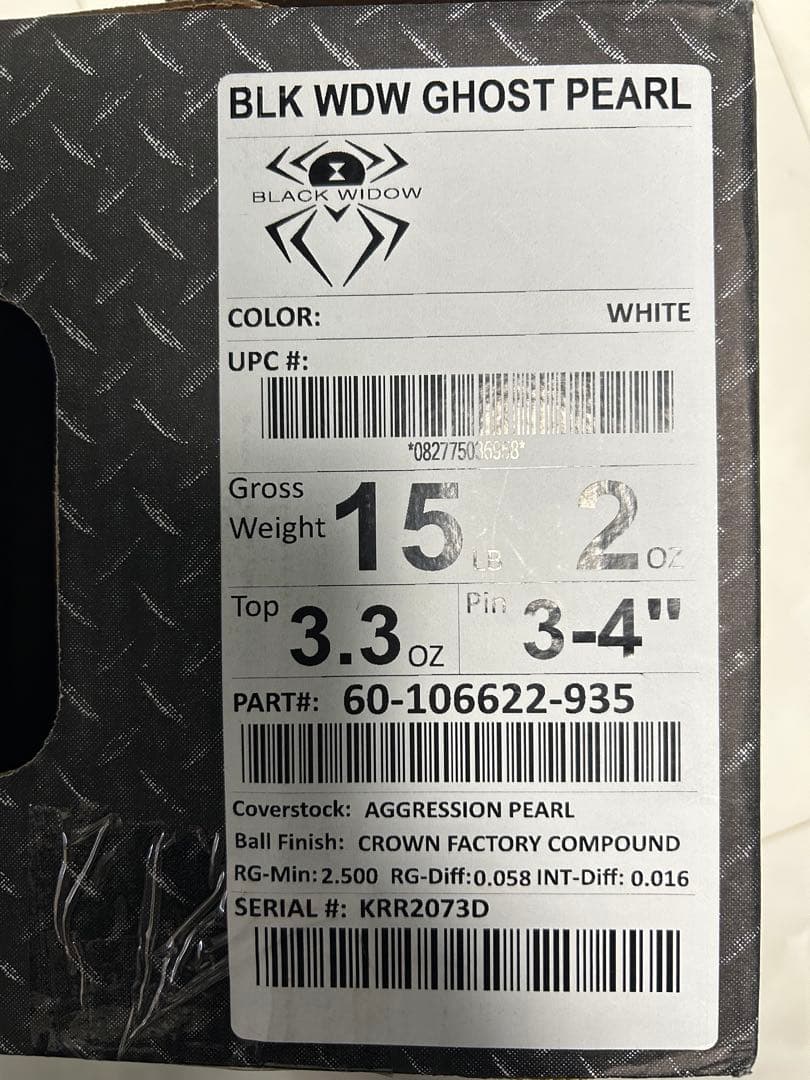 BLK WDW GHOST PEARL
BLACK WIDOW
COLOR: WHITE
UPC #:
Gross Weight 15 LB 2 OZ
Top 3.3 OZ Pin 3-4"
PART#: 60-106622-935
Coverstock: AGGRESSION PEARL
Ball Finish: CROWN FACTORY COMPOUND
RG-Min: 2.500 RG-Diff: 0.058 INT-Diff: 0.016
SERIAL #: KRR2073D